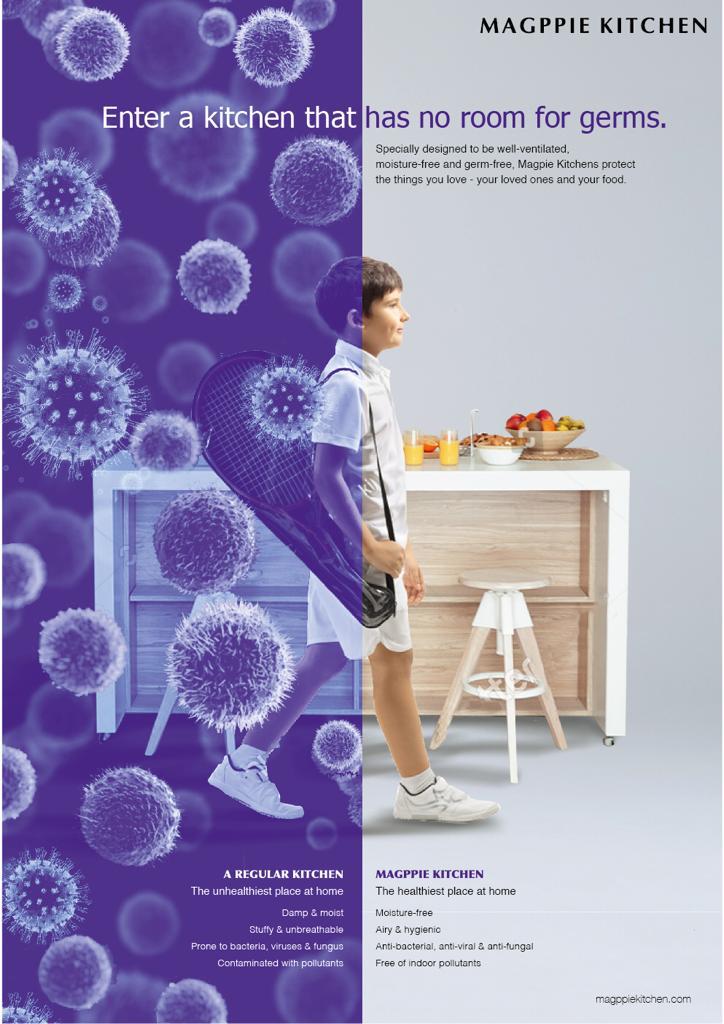 MAGPPIE KITCHEN
Enter a kitchen that has no room for germs.
Specially designed to be well-ventilated,
moisture-free and germ-free, Magpie Kitchens protect
the things you love - your loved ones and your food.
A REGULAR KITCHEN
The unhealthiest place at home
Damp & moist
Stuffy & unbreathable
Prone to bacteria, viruses & fungus
Contaminated with pollutants
MAGPPIE KITCHEN
The healthiest place at home
Moisture-free
Airy & hygienic
Anti-bacterial, anti-viral & anti-fungal
Free of indoor pollutants
magppiekitchen.com